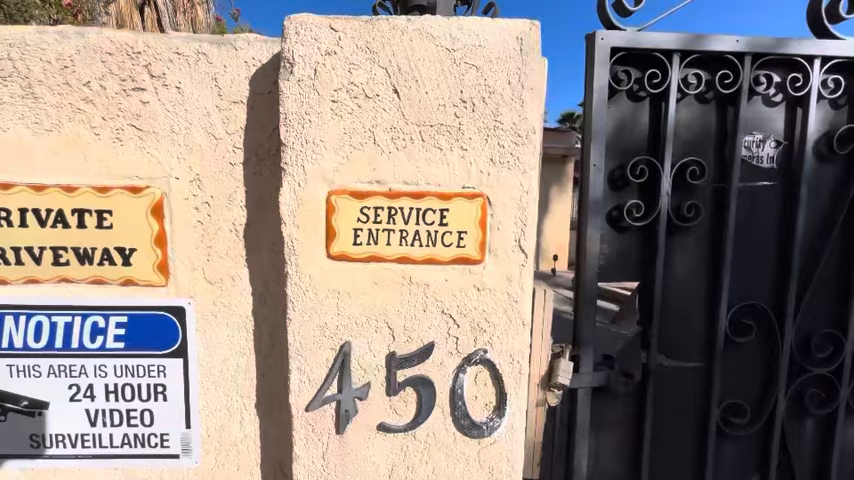 RIVATE
RIVEWAY
SERVICE
ENTRANCE
NOTICE
THIS AREA IS UNDER
24 HOUR
VIDEO
SURVEILLANCE
450